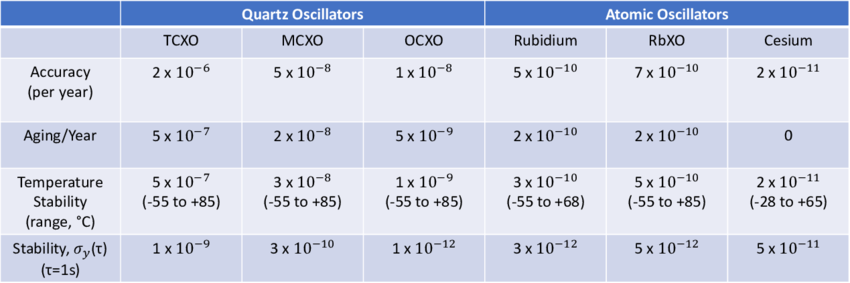 Quartz Oscillators Atomic Oscillators
TCXO MCXO OCXO Rubidium RbXO Cesium
Accuracy (per year) 2 x 10⁻⁶ 5 x 10⁻⁸ 1 x 10⁻⁸ 5 x 10⁻¹⁰ 7 x 10⁻¹⁰ 2 x 10⁻¹¹
Aging/Year 5 x 10⁻⁷ 2 x 10⁻⁸ 5 x 10⁻⁹ 2 x 10⁻¹⁰ 2 x 10⁻¹⁰ 0
Temperature 5 x 10⁻⁷ 3 x 10⁻⁸ 1 x 10⁻⁹ 3 x 10⁻¹⁰ 5 x 10⁻¹⁰ 2 x 10⁻¹¹
Stability (-55 to +85) (-55 to +85) (-55 to +85) (-55 to +68) (-55 to +85) (-28 to +65)
(range, °C)
Stability, σᵧ(τ) 1 x 10⁻⁹ 3 x 10⁻¹⁰ 1 x 10⁻¹² 3 x 10⁻¹² 5 x 10⁻¹² 5 x 10⁻¹¹
(τ=1s)